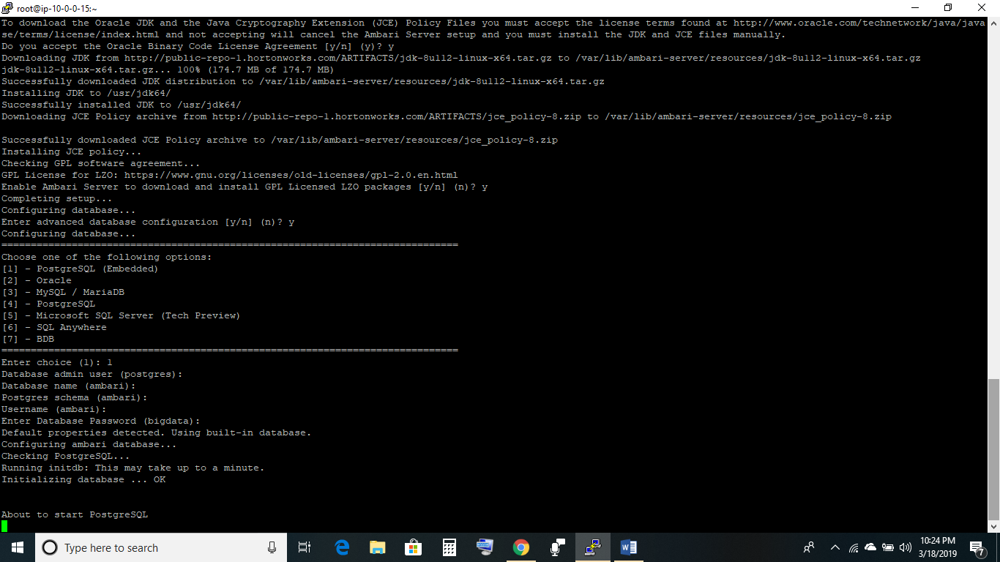 root@ip-10-0-0-15:~
To download the Oracle JDK and the Java Cryptography Extension (JCE) Policy Files you must accept the license terms found at http://www.oracle.com/technetwork/java/java
se/terms/license/index.html and not accepting will cancel the Ambari Server setup and you must install the JDK and JCE files manually.
Do you accept the Oracle Binary Code License Agreement [y/n] (y)? y
Downloading JDK from http://public-repo-1.hortonworks.com/ARTIFACTS/jdk-8u112-linux-x64.tar.gz to /var/lib/ambari-server/resources/jdk-8u112-linux-x64.tar.gz
jdk-8u112-linux-x64.tar.gz... 100% (174.7 MB of 174.7 MB)
Successfully downloaded JDK distribution to /var/lib/ambari-server/resources/jdk-8u112-linux-x64.tar.gz
Installing JDK to /usr/jdk64/
Successfully installed JDK to /usr/jdk64/
Downloading JCE Policy archive from http://public-repo-1.hortonworks.com/ARTIFACTS/jce_policy-8.zip to /var/lib/ambari-server/resources/jce_policy-8.zip
Successfully downloaded JCE Policy archive to /var/lib/ambari-server/resources/jce_policy-8.zip
Installing JCE policy...
Checking GPL software agreement...
GPL License for LZO: https://www.gnu.org/licenses/old-licenses/gpl-2.0.en.html
Enable Ambari Server to download and install GPL Licensed LZO packages [y/n] (n)? y
Completing setup...
Configuring database...
Enter advanced database configuration [y/n] (n)? y
Configuring database...
==============================================================================
Choose one of the following options:
[1] - PostgreSQL (Embedded)
[2] - Oracle
[3] - MySQL / MariaDB
[4] - PostgreSQL
[5] - Microsoft SQL Server (Tech Preview)
[6] - SQL Anywhere
[7] - BDB
==============================================================================
Enter choice (1): 1
Database admin user (postgres):
Database name (ambari):
Postgres schema (ambari):
Username (ambari):
Enter Database Password (bigdata):
Default properties detected. Using built-in database.
Configuring ambari database...
Checking PostgreSQL...
Running initdb: This may take up to a minute.
Initializing database ... OK
About to start PostgreSQL
Type here to search
10:24 PM
3/18/2019
7